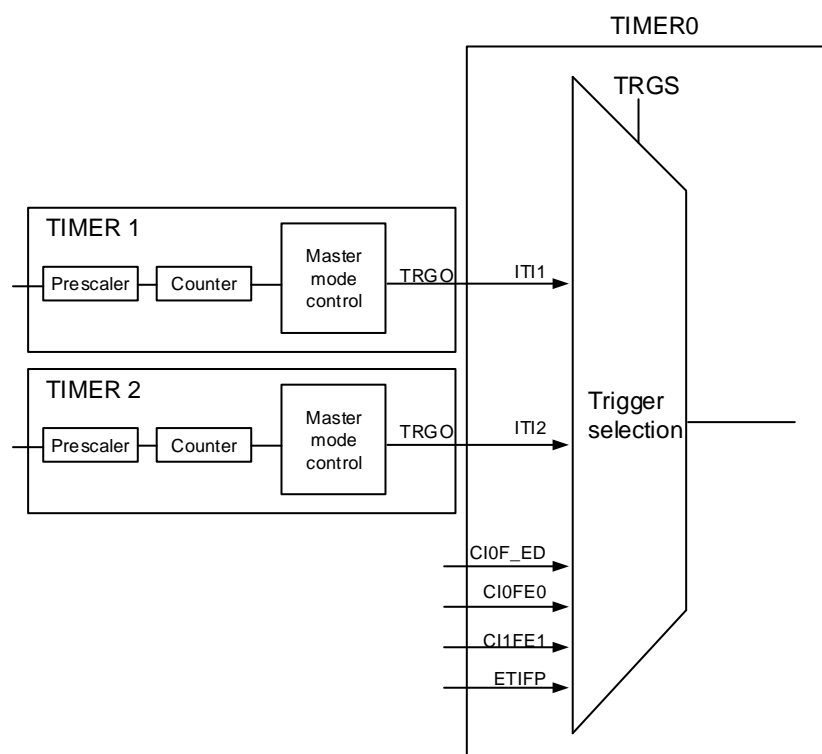 TIMER0
TRGS
TIMER 1
Prescaler
Counter
Master
mode
control
TRGO
ITI1
TIMER 2
Prescaler
Counter
Master
mode
control
TRGO
ITI2
Trigger
selection
CI0F_ED
CI0FE0
CI1FE1
ETIFP